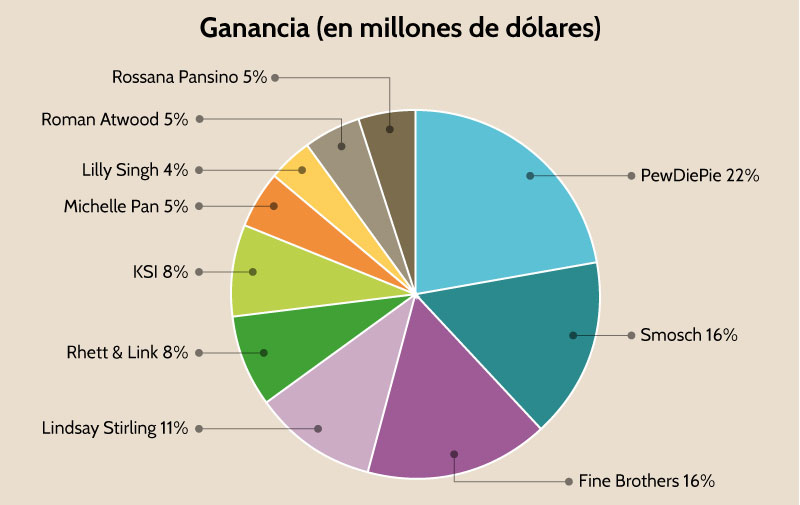 Ganancia (en millones de dólares)
Rossana Pansino 5%
Roman Atwood 5%
Lilly Singh 4%
Michelle Pan 5%
KSI 8%
Rhett & Link 8%
Lindsay Stirling 11%
PewDiePie 22%
Smosch 16%
Fine Brothers 16%